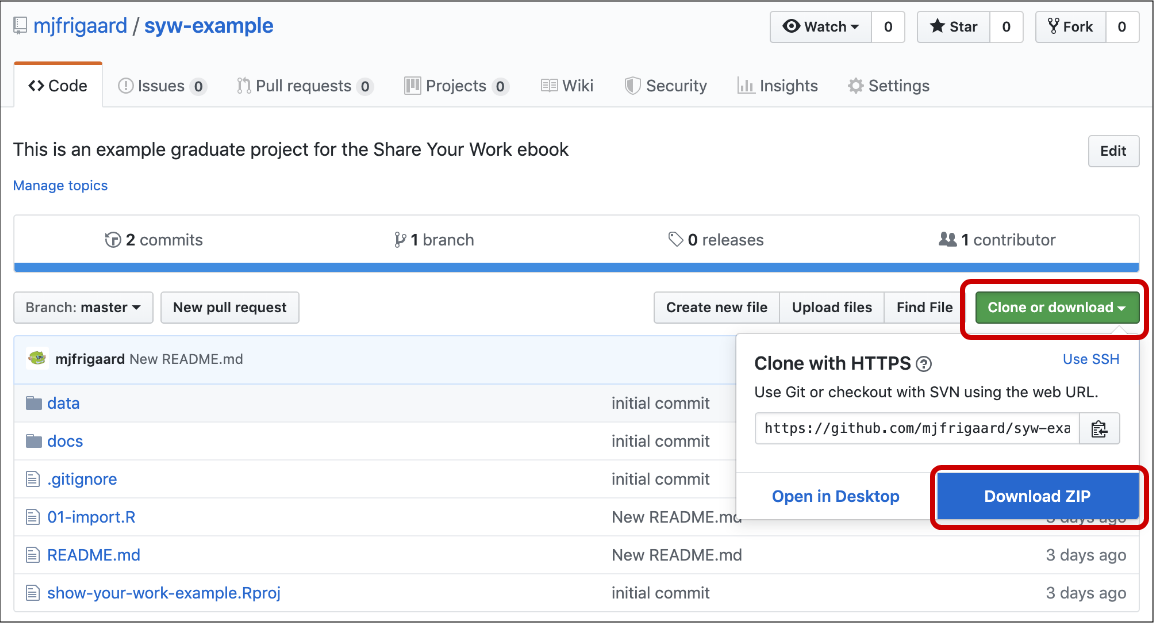 mjfrigaard / syw-example
Watch 0 Star 0 Fork 0
Code Issues 0 Pull requests 0 Projects 0 Wiki Security Insights Settings
This is an example graduate project for the Share Your Work ebook
Edit
Manage topics
2 commits 1 branch 0 releases 1 contributor
Branch: master New pull request Create new file Upload files Find File Clone or download
mjfrigaard New README.md
Clone with HTTPS ? Use SSH
Use Git or checkout with SVN using the web URL.
https://github.com/mjfrigaard/syw-exa
Open in Desktop Download ZIP
data initial commit
docs initial commit
.gitignore initial commit
01-import.R New README.md 3 days ago
README.md New README.md 3 days ago
show-your-work-example.Rproj initial commit 3 days ago